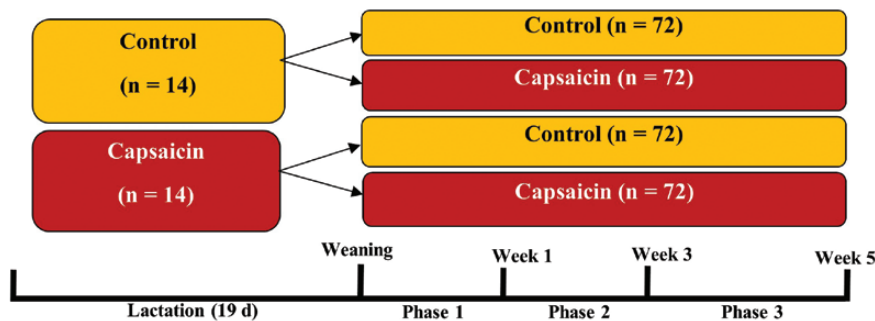 Control
(n = 14)
Control (n = 72)
Capsaicin (n = 72)
Capsaicin
(n = 14)
Control (n = 72)
Capsaicin (n = 72)
Weaning
Week 1
Week 3
Week 5
Lactation (19 d)
Phase 1
Phase 2
Phase 3